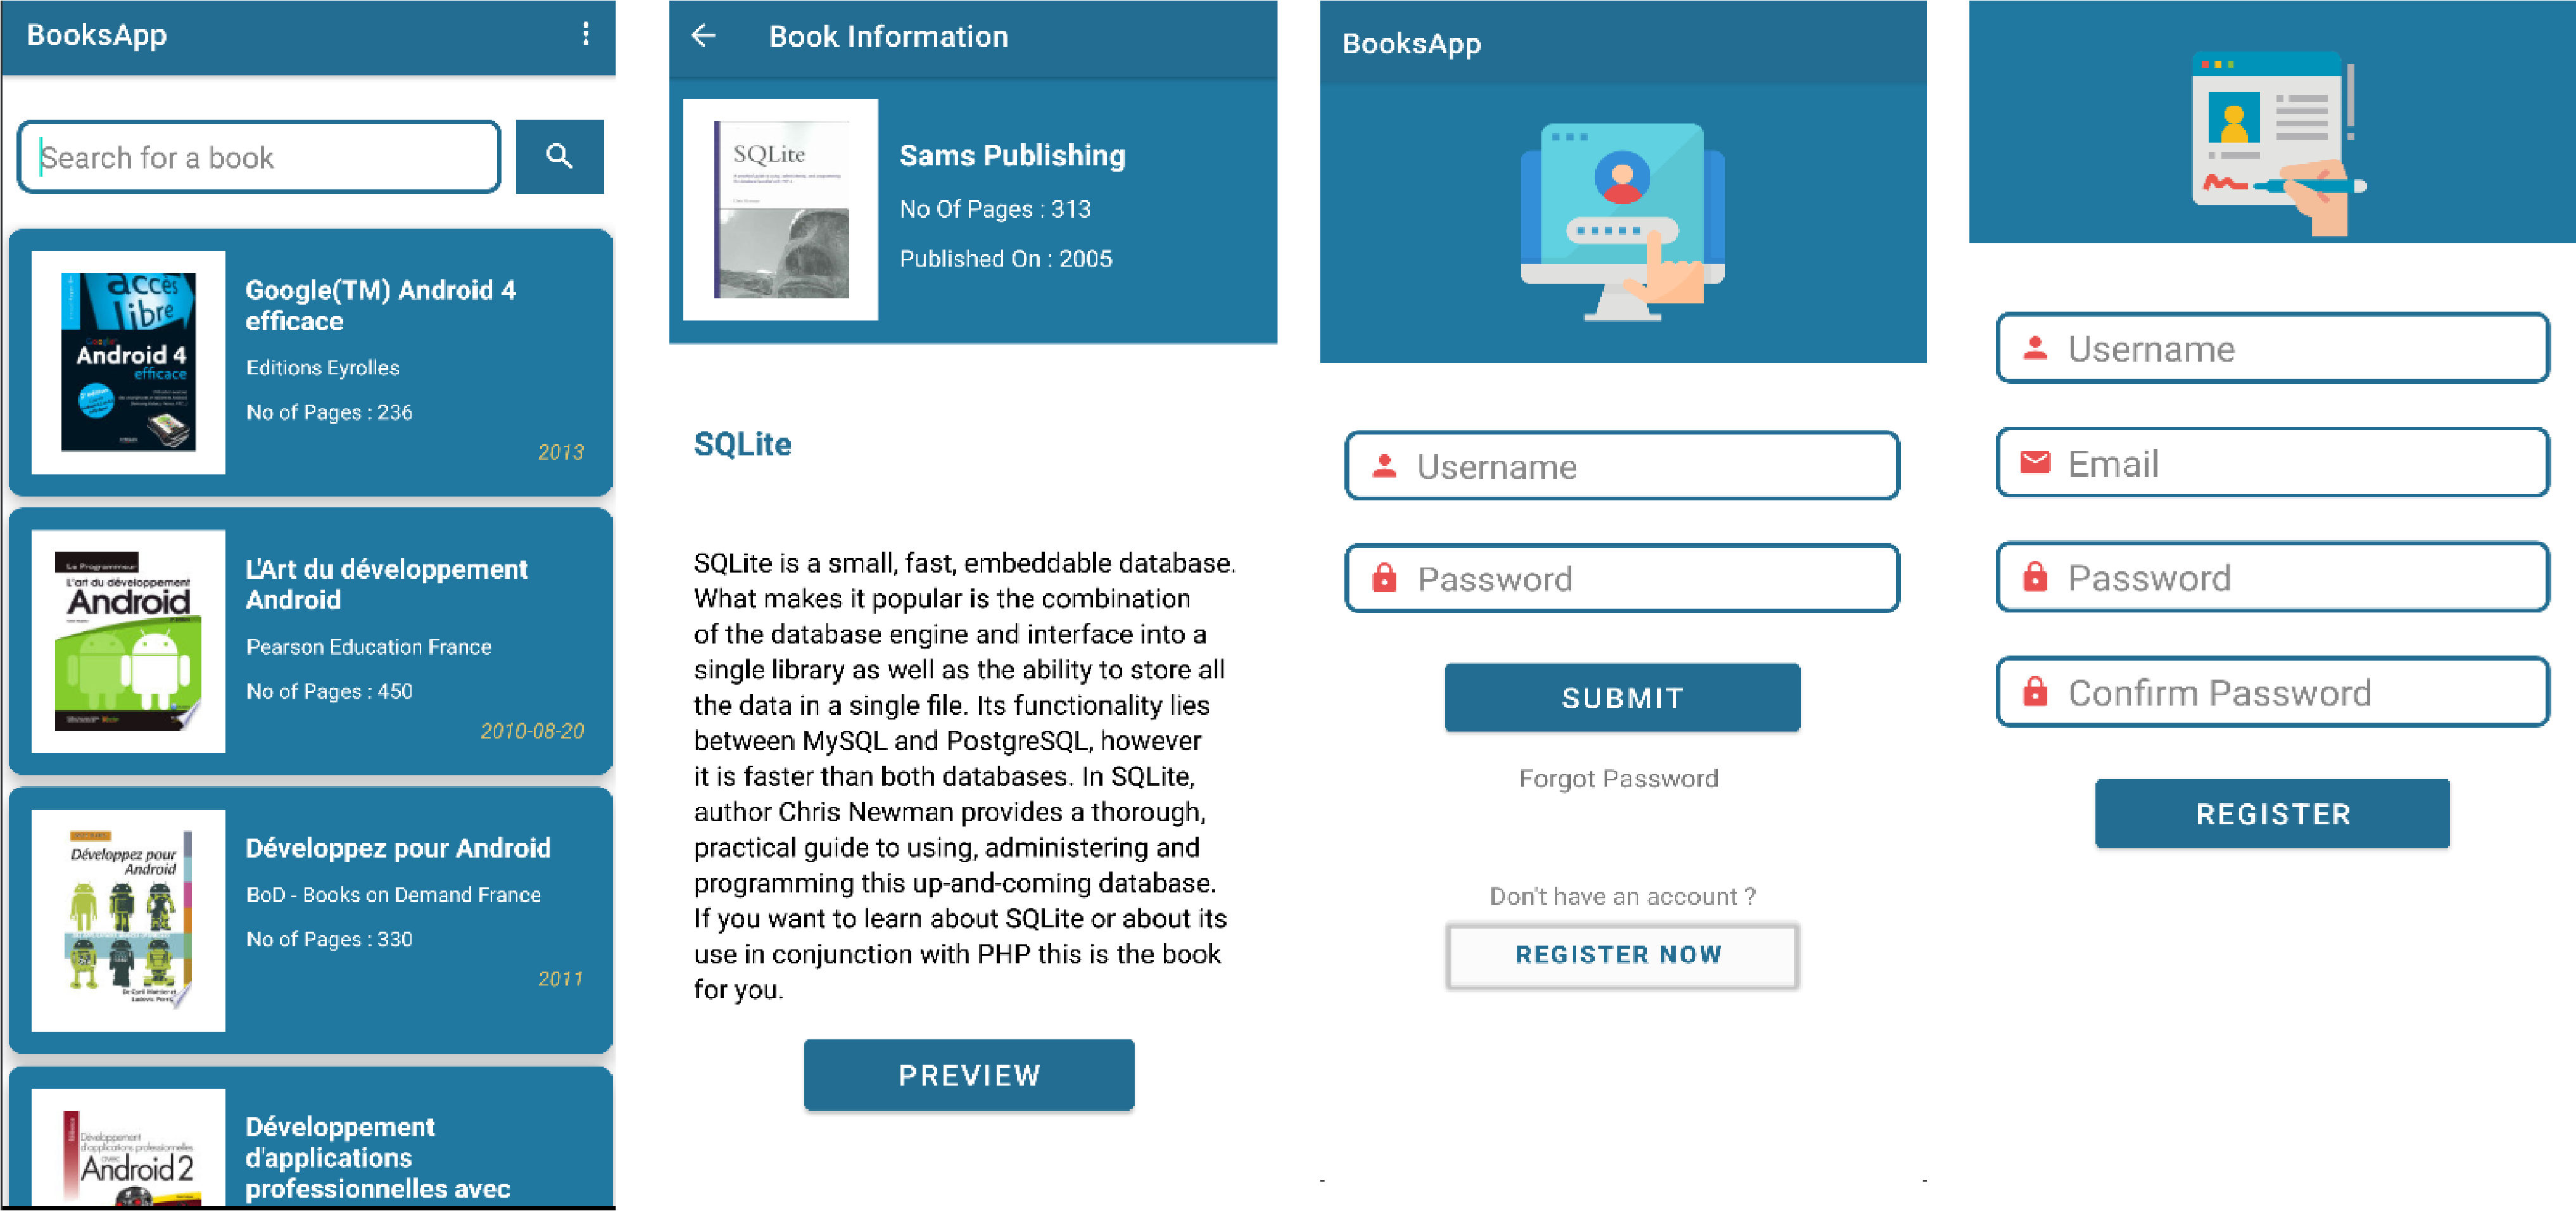 BooksApp
Search for a book
accès
libre
Google
Android 4
efficace
Google(TM) Android 4
efficace
Editions Eyrolles
No of Pages : 236
2013
Le Programmeur
L'art du développement
Android
L'Art du développement
Android
Pearson Education France
No of Pages : 450
2010-08-20
Développez pour
Android
Développez pour Android
BoD - Books on Demand France
No of Pages : 330
2011
Développement
d'applications professionnelles
avec
Android 2
Développement
d'applications
professionnelles avec
Book Information
SQLite
Sams Publishing
No Of Pages : 313
Published On : 2005
SQLite
SQLite is a small, fast, embeddable database.
What makes it popular is the combination
of the database engine and interface into a
single library as well as the ability to store all
the data in a single file. Its functionality lies
between MySQL and PostgreSQL, however
it is faster than both databases. In SQLite,
author Chris Newman provides a thorough,
practical guide to using, administering and
programming this up-and-coming database.
If you want to learn about SQLite or about its
use in conjunction with PHP this is the book
for you.
PREVIEW
BooksApp
Username
Password
SUBMIT
Forgot Password
Don't have an account ?
REGISTER NOW
Username
Email
Password
Confirm Password
REGISTER